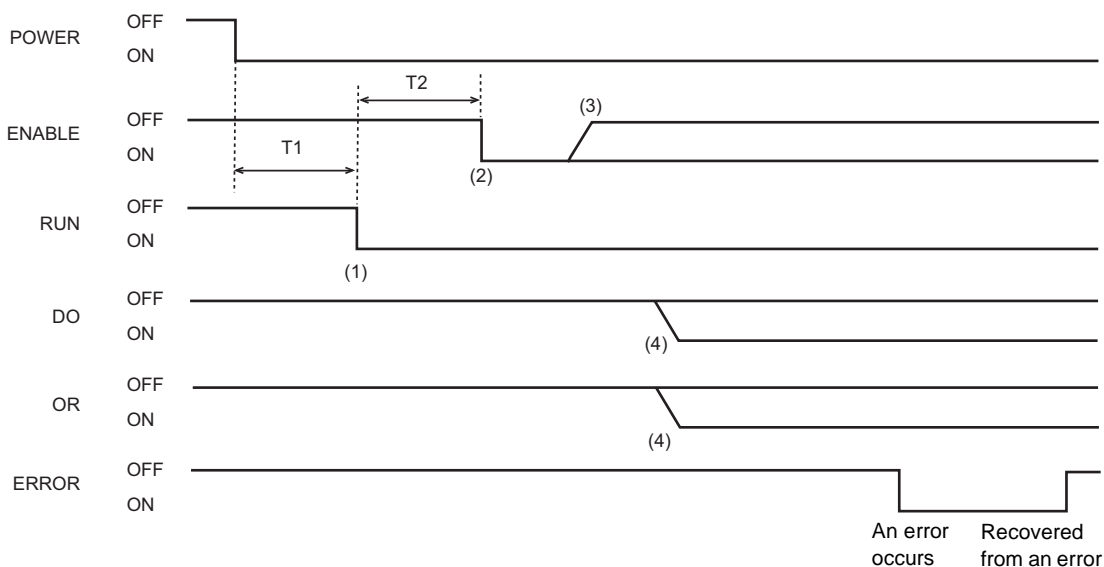 POWER
OFF
ON
T2
ENABLE
OFF
ON
(3)
T1
(2)
RUN
OFF
ON
(1)
DO
OFF
ON
(4)
OR
OFF
ON
(4)
ERROR
OFF
ON
An error
occurs
Recovered
from an error